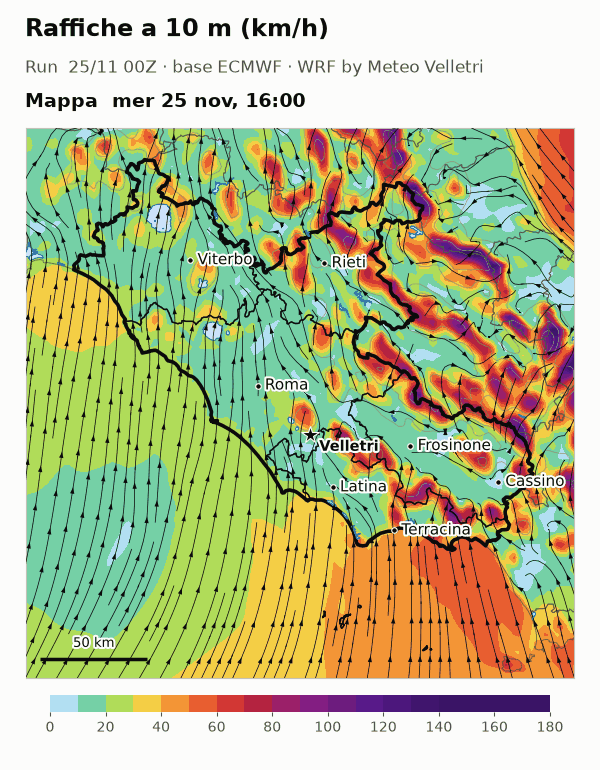 Raffiche a 10 m (km/h)
Run  25/11 00Z · base ECMWF · WRF by Meteo Velletri
Mappa  mer 25 nov, 16:00
Viterbo
Rieti
Roma
Velletri
Frosinone
Cassino
Latina
Terracina
50 km
0 20 40 60 80 100 120 140 160 180